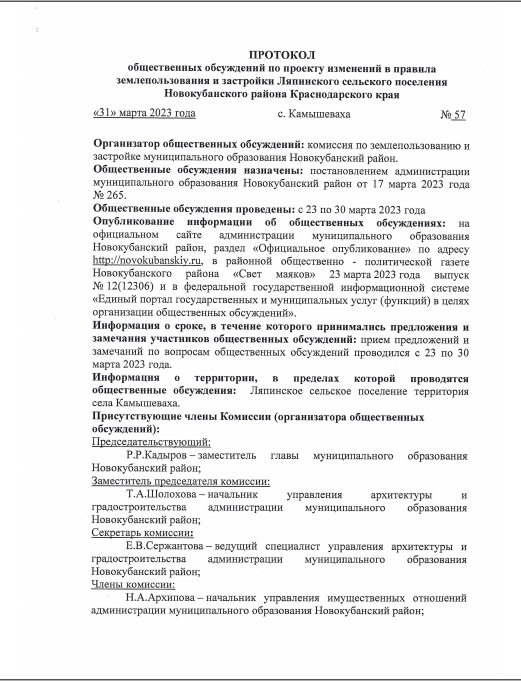 ПРОТОКОЛ
общественных обсуждений по проекту изменений в правила
землепользования и застройки Ляпинского сельского поселения
Новокубанского района Краснодарского края
«31» марта 2023 года с. Камышеваха № 57
Организатор общественных обсуждений: комиссия по землепользованию и
застройке муниципального образования Новокубанский район.
Общественные обсуждения назначены: постановлением администрации
муниципального образования Новокубанский район от 17 марта 2023 года
№ 265.
Общественные обсуждения проведены: с 23 по 30 марта 2023 года
Опубликование информации об общественных обсуждениях: на
официальном сайте администрации муниципального образования
Новокубанский район, раздел «Официальное опубликование» по адресу
http://novokubanskiy.ru, в районной общественно - политической газете
Новокубанского района «Свет маяков» 23 марта 2023 года выпуск
№ 12(12306) и в федеральной государственной информационной системе
«Единый портал государственных и муниципальных услуг (функций) в целях
организации общественных обсуждений».
Информация о сроке, в течение которого принимались предложения и
замечания участников общественных обсуждений: прием предложений и
замечаний по вопросам общественных обсуждений проводился с 23 по 30
марта 2023 года.
Информация о территории, в пределах которой проводятся
общественные обсуждения: Ляпинское сельское поселение территория
села Камышеваха.
Присутствующие члены Комиссии (организатора общественных
обсуждений):
Председательствующий:
Р.Р.Кадыров – заместитель главы муниципального образования
Новокубанский район;
Заместитель председателя комиссии:
Т.А.Шолохова – начальник управления архитектуры и
градостроительства администрации муниципального образования
Новокубанский район;
Секретарь комиссии:
Е.В.Сержантова – ведущий специалист управления архитектуры и
градостроительства администрации муниципального образования
Новокубанский район;
Члены комиссии:
Н.А.Архипова – начальник управления имущественных отношений
администрации муниципального образования Новокубанский район;